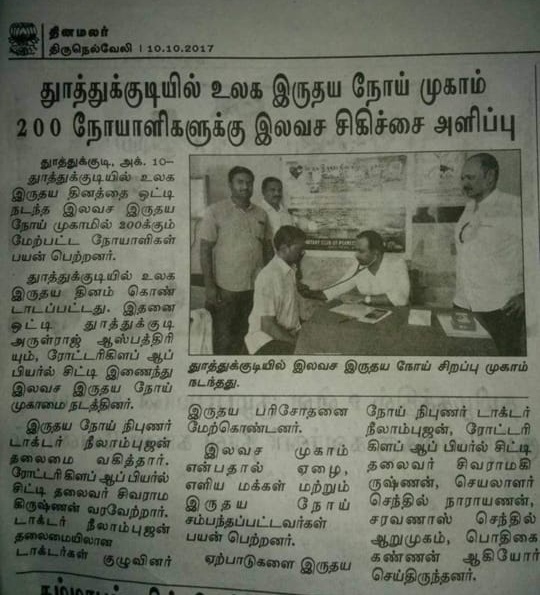 தினமலர்
திருநெல்வேலி | 10.10.2017
தூத்துக்குடியில் உலக இருதய நோய் முகாம்
200 நோயாளிகளுக்கு இலவச சிகிச்சை அளிப்பு
தூத்துக்குடி, அக். 10–
தூத்துக்குடியில் உலக
இருதய தினத்தை ஒட்டி
நடந்த இலவச இருதய
நோய் முகாமில் 200க்கும்
மேற்பட்ட நோயாளிகள்
பயன் பெற்றனர்.
தூத்துக்குடியில் உலக
இருதய தினம் கொண்
டாடப்பட்டது. இதனை
ஒட்டி தூத்துக்குடி
அருள்ராஜ் ஆஸ்பத்திரி
யும், ரோட்டரிகிளப் ஆப்
பியர்ல் சிட்டி இணைந்து
இலவச இருதய நோய்
முகாமை நடத்தினர்.
இருதய நோய் நிபுணர்
டாக்டர் நீலாம்புஜன்
தலைமை வகித்தார்.
ரோட்டரிகிளப் ஆப் பியர்ல்
சிட்டி தலைவர் சிவராம
கிருஷ்ணன் வரவேற்றார்.
டாக்டர் நீலாம்புஜன்
தலைமையிலான
டாக்டர்கள் குழுவினர்
ROTARY CLUB OF PEARL
தூத்துக்குடியில் இலவச இருதய நோய் சிறப்பு முகாம்
நடந்தது.
இருதய பரிசோதனை
மேற்கொண்டனர்.
இலவச முகாம்
என்பதால் ஏழை,
எளிய மக்கள் மற்றும்
இருதய நோய்
சம்பந்தப்பட்டவர்கள்
பயன் பெற்றனர்.
ஏற்பாடுகளை இருதய
நோய் நிபுணர் டாக்டர்
நீலாம்புஜன், ரோட்டரி
கிளப் ஆப் பியர்ல் சிட்டி
தலைவர் சிவராமகி
ருஷ்ணன், செயலாளர்
செந்தில் நாராயணன்,
சரவணாஸ் செந்தில்
ஆறுமுகம், பொதிகை
கண்ணன் ஆகியோர்
செய்திருந்தனர்.